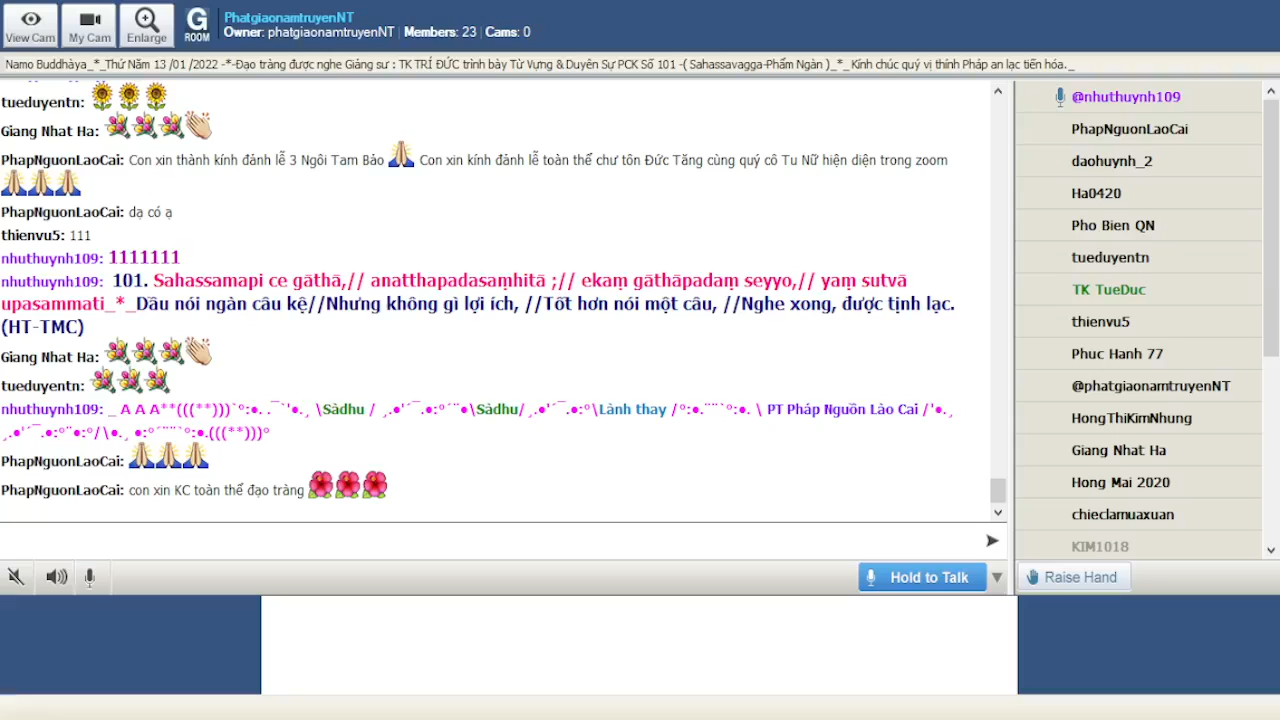 View Cam
My Cam
Enlarge
G
ROOM
PhatgiaonamtruyenNT
Owner: phatgiaonamtruyenNT | Members: 23 | Cams: 0
Namo Buddhàya_*_Thứ Năm 13 /01 /2022 -*-Đạo tràng được nghe Giảng sư : TK TRÍ ĐỨC trình bày Từ Vựng & Duyên Sự PCK Số 101 -( Sahassavagga-Phẩm Ngàn )_*_ Kính chúc quý vị thính Pháp an lạc tiến hóa._
tueduyentn:
Giang Nhat Ha:
PhapNguonLaoCai: Con xin thành kính đảnh lễ 3 Ngôi Tam Bảo Con xin kính đảnh lễ toàn thể chư tôn Đức Tăng cùng quý cô Tu Nữ hiện diện trong zoom
PhapNguonLaoCai: dạ có ạ
thienvu5: 111
nhuthuynh109: 1111111
nhuthuynh109: 101. Sahassamapi ce gāthā,// anatthapadasaṃhitā ;// ekaṃ gāthāpadaṃ seyyo,// yaṃ sutvā
upasammati_*_Dầu nói ngàn câu kệ//Nhưng không gì lợi ích, //Tốt hơn nói một câu, //Nghe xong, được tịnh lạc.
(HT-TMC)
Giang Nhat Ha:
tueduyentn:
nhuthuynh109: _ A A A**(((**)))`º:•. .¯`'•.¸ \Sàdhu / ¸.•'´¯.•:º´¨•\Sàdhu/ ¸.•'´¯.•:º\Lành thay /º:•.¨¨`º:•. \ PT Pháp Nguồn Lào Cai /'•.¸
¸.•'´¯.•:º¨•:º/\•.¸ •:º´¨¨`º:•.(((**)))º
PhapNguonLaoCai:
PhapNguonLaoCai: con xin KC toàn thể đạo tràng
Hold to Talk
@nhuthuynh109
PhapNguonLaoCai
daohuynh_2
Ha0420
Pho Bien QN
tueduyentn
TK TueDuc
thienvu5
Phuc Hanh 77
@phatgiaonamtruyenNT
HongThiKimNhung
Giang Nhat Ha
Hong Mai 2020
chieclamuaxuan
KIM1018
Raise Hand